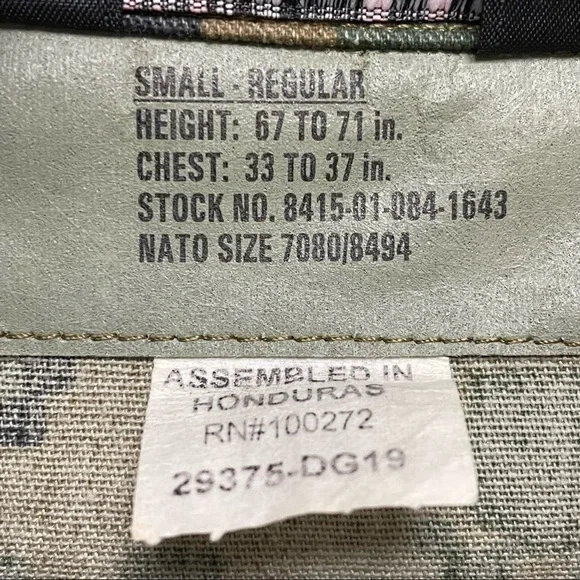 SMALL - REGULAR
HEIGHT: 67 TO 71 in.
CHEST: 33 TO 37 in.
STOCK NO. 8415-01-084-1643
NATO SIZE 7080/8494
ASSEMBLED IN
HONDURAS
RN#100272
29375-DG19